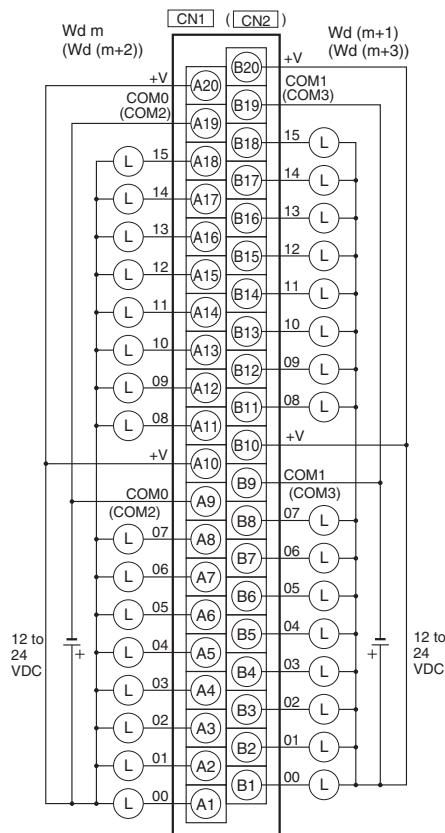 CN1 ( CN2 )
Wd m
(Wd (m+2))
Wd (m+1)
(Wd (m+3))
+V A20
COM0
(COM2) A19
L 15 A18
L 14 A17
L 13 A16
L 12 A15
L 11 A14
L 10 A13
L 09 A12
L 08 A11
+V A10
COM0
(COM2) A9
L 07 A8
L 06 A7
L 05 A6
L 04 A5
L 03 A4
L 02 A3
L 01 A2
L 00 A1
12 to
24
VDC
+
B20 +V
B19 COM1
(COM3)
B18 15 L
B17 14 L
B16 13 L
B15 12 L
B14 11 L
B13 10 L
B12 09 L
B11 08 L
B10 +V
B9 COM1
(COM3)
B8 07 L
B7 06 L
B6 05 L
B5 04 L
B4 03 L
B3 02 L
B2 01 L
B1 00 L
+
12 to
24
VDC